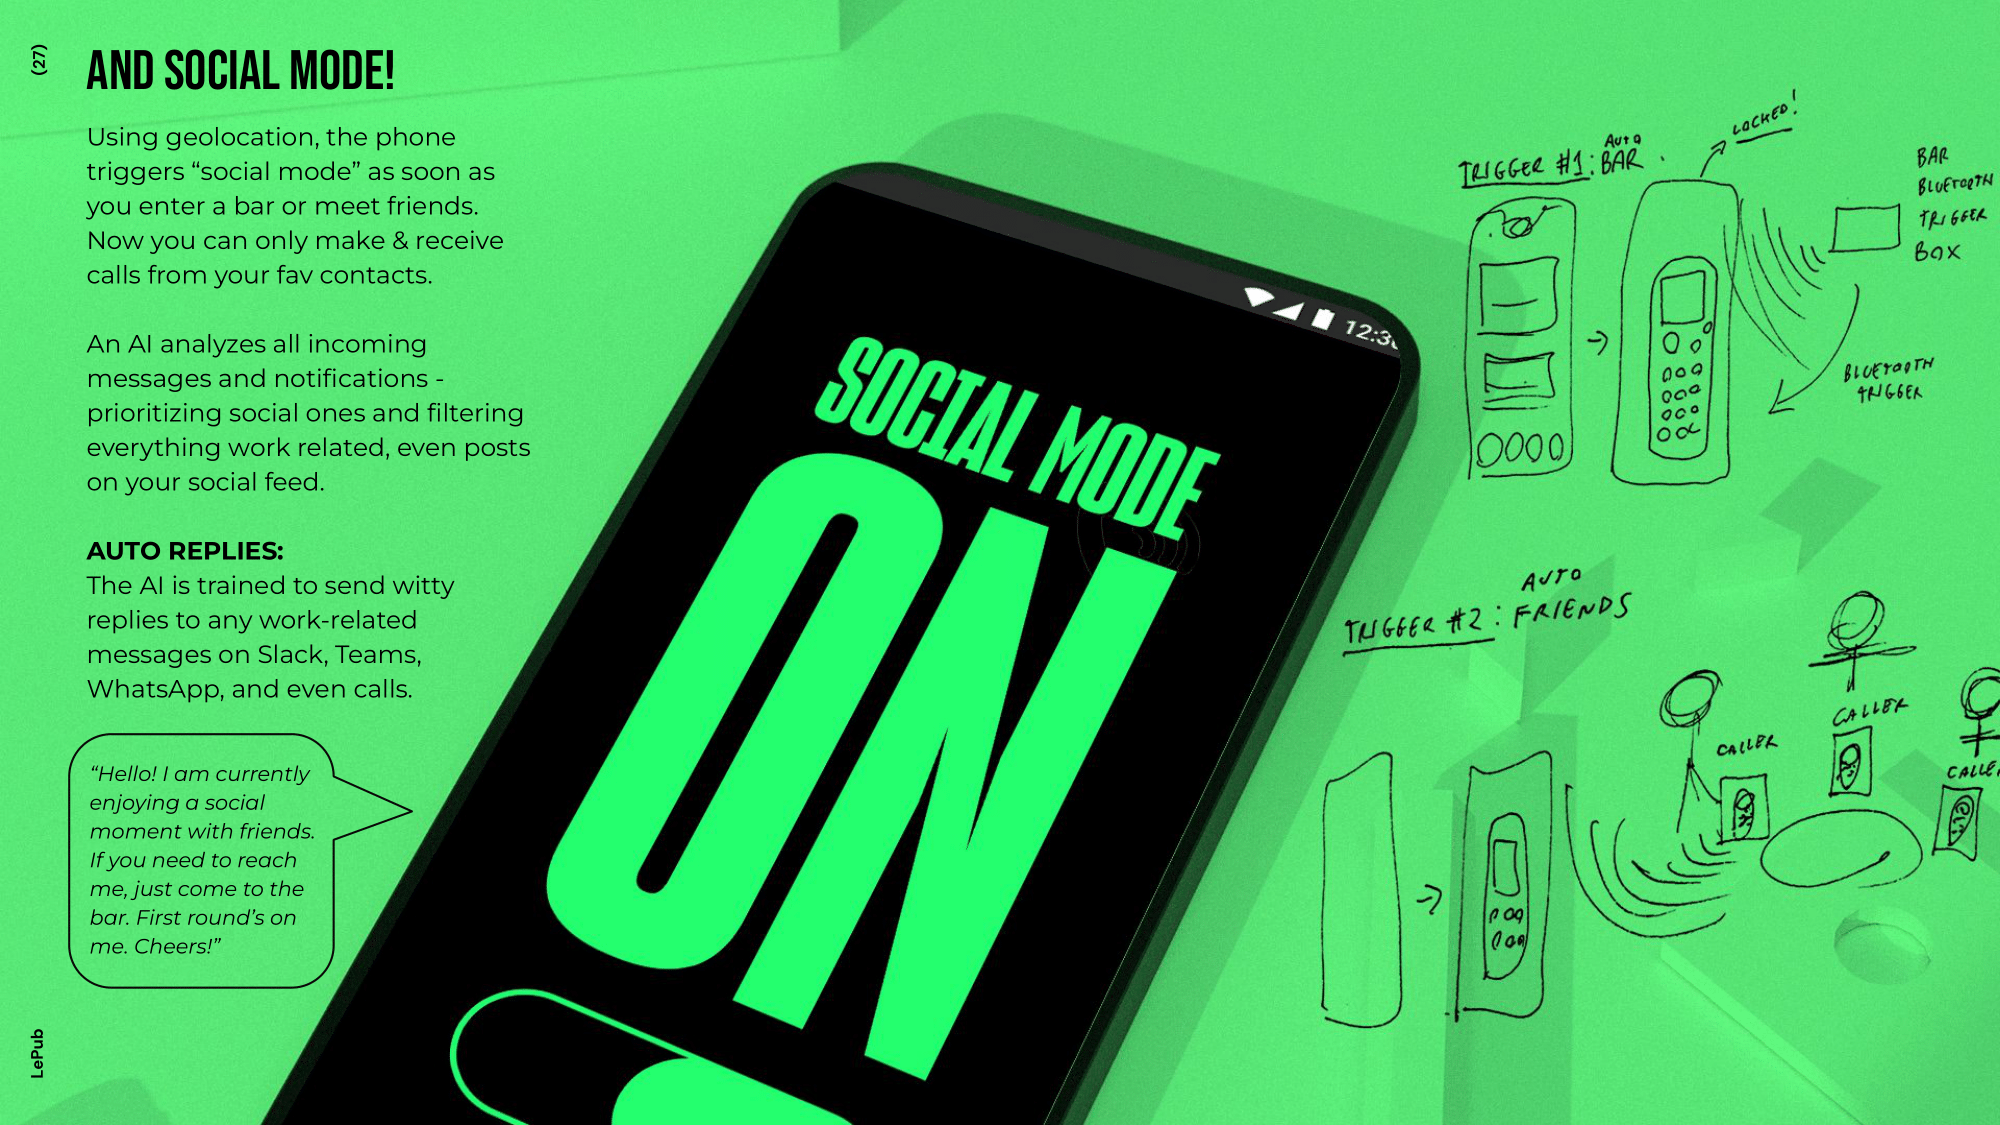 (27)
AND SOCIAL MODE!
Using geolocation, the phone
triggers “social mode” as soon as
you enter a bar or meet friends.
Now you can only make & receive
calls from your fav contacts.
An AI analyzes all incoming
messages and notifications -
prioritizing social ones and filtering
everything work related, even posts
on your social feed.
AUTO REPLIES:
The AI is trained to send witty
replies to any work-related
messages on Slack, Teams,
WhatsApp, and even calls.
“Hello! I am currently
enjoying a social
moment with friends.
If you need to reach
me, just come to the
bar. First round’s on
me. Cheers!”
LePub
SOCIAL MODE
ON
LOCKED!
AUTO
TRIGGER #1: BAR
BAR
BLUETOOTH
TRIGGER
BOX
BLUETOOTH
TRIGGER
AUTO
TRIGGER #2: FRIENDS
CALLER
CALLER